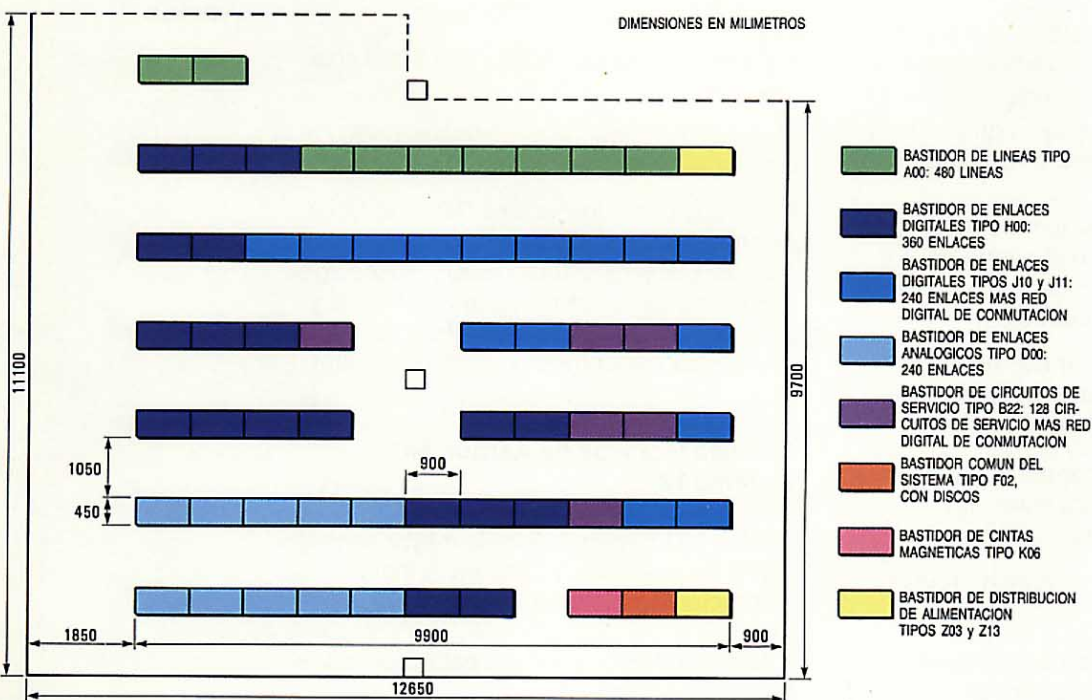 DIMENSIONES EN MILIMETROS
BASTIDOR DE LINEAS TIPO
A00: 480 LINEAS
BASTIDOR DE ENLACES
DIGITALES TIPO H00:
360 ENLACES
BASTIDOR DE ENLACES
DIGITALES TIPOS J10 y J11:
240 ENLACES MAS RED
DIGITAL DE CONMUTACION
BASTIDOR DE ENLACES
ANALOGICOS TIPO D00:
240 ENLACES
BASTIDOR DE CIRCUITOS DE
SERVICIO TIPO B22: 128 CIR-
CUITOS DE SERVICIO MAS RED
DIGITAL DE CONMUTACION
BASTIDOR COMUN DEL
SISTEMA TIPO F02,
CON DISCOS
BASTIDOR DE CINTAS
MAGNETICAS TIPO K06
BASTIDOR DE DISTRIBUCION
DE ALIMENTACION
TIPOS Z03 y Z13
11100
9700
1050
900
450
1850
9900
900
12650